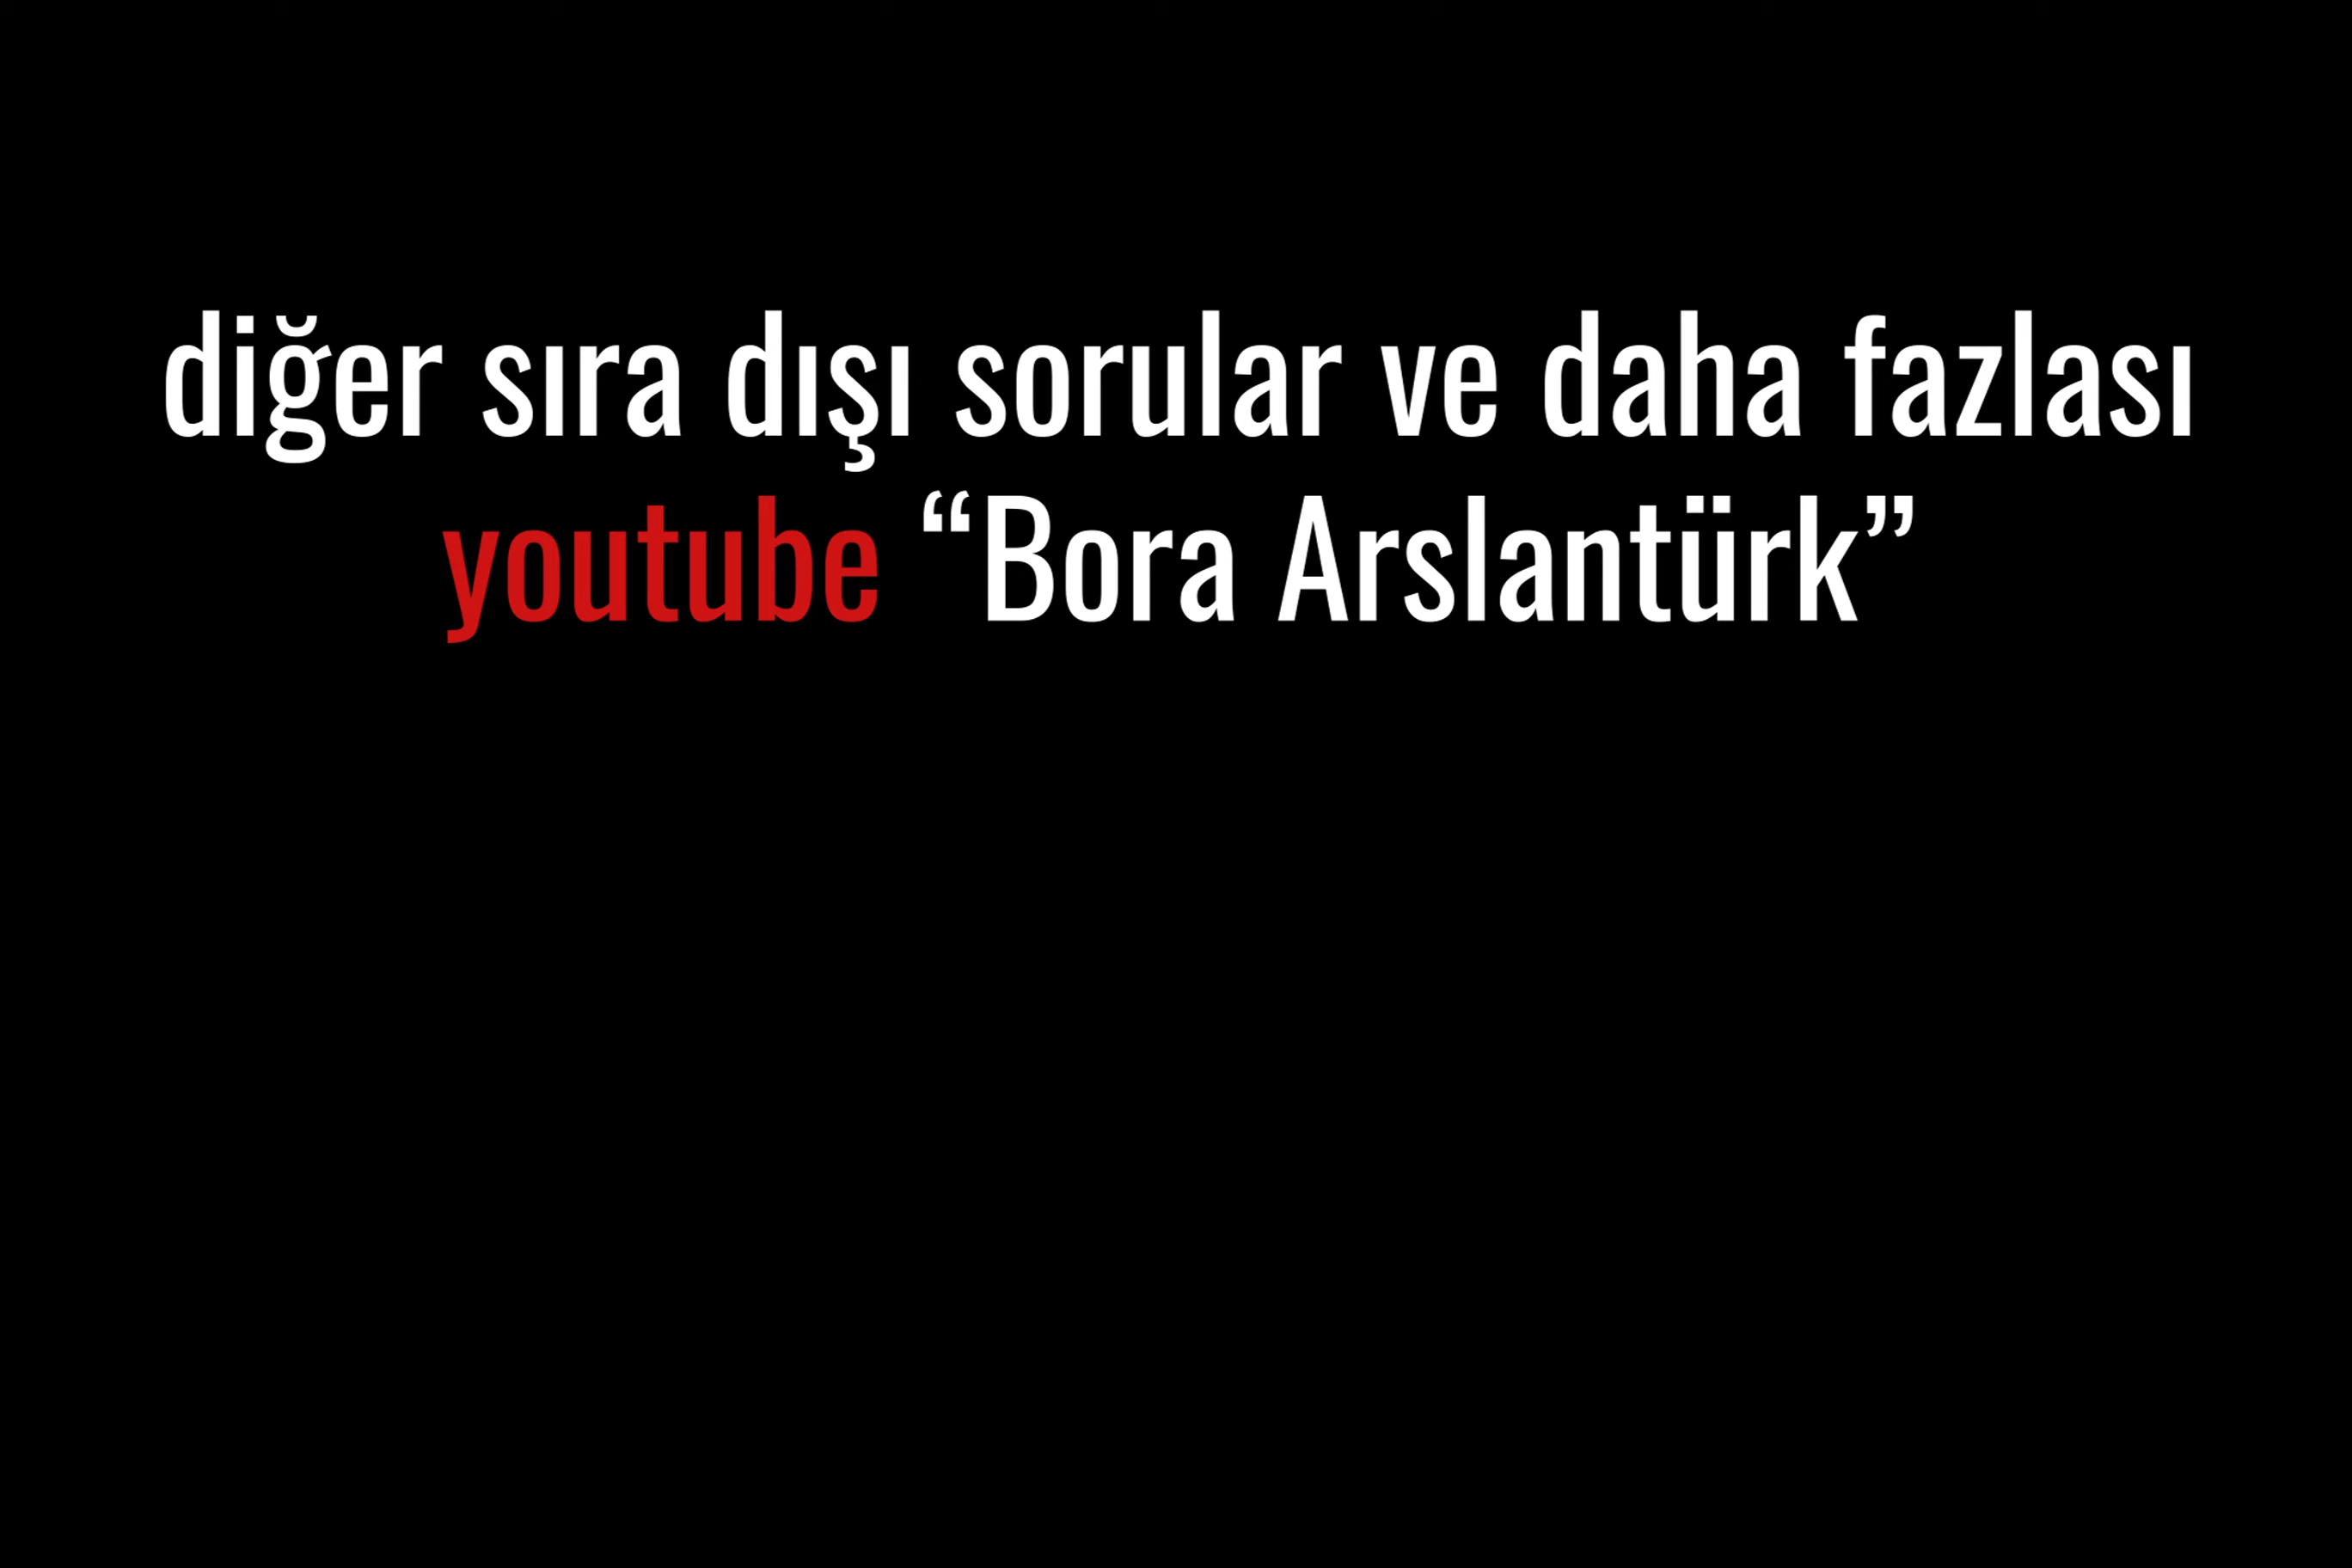 diğer sıra dışı sorular ve daha fazlası
youtube “Bora Arslantürk”